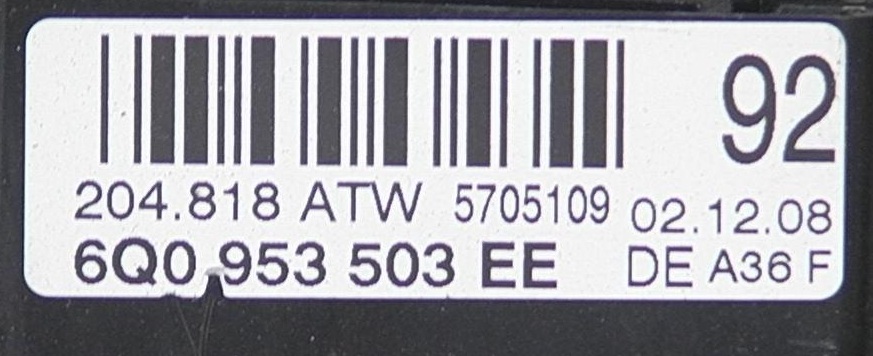 92
204.818 ATW 5705109 02.12.08
6Q0 953 503 EE DE A36 F